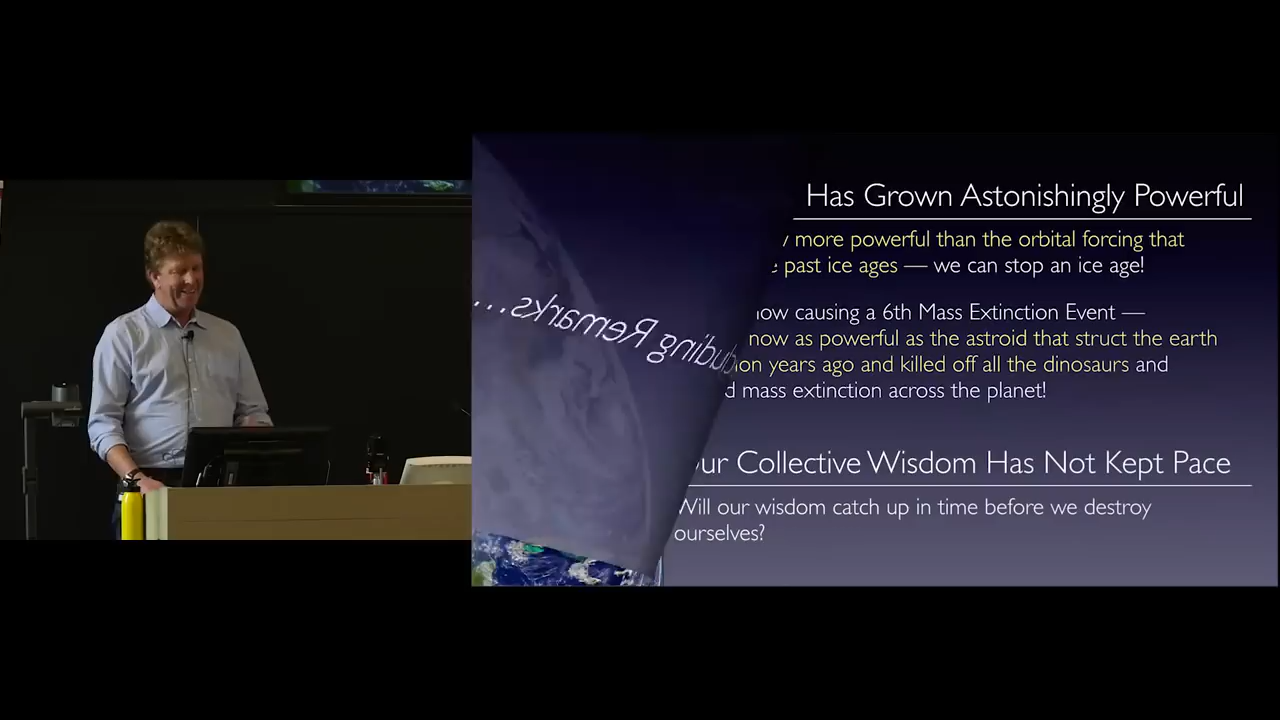 ...uding Remarks...
Has Grown Astonishingly Powerful
more powerful than the orbital forcing that
past ice ages — we can stop an ice age!
now causing a 6th Mass Extinction Event —
now as powerful as the astroid that struct the earth
years ago and killed off all the dinosaurs and
mass extinction across the planet!
ur Collective Wisdom Has Not Kept Pace
Will our wisdom catch up in time before we destroy
ourselves?